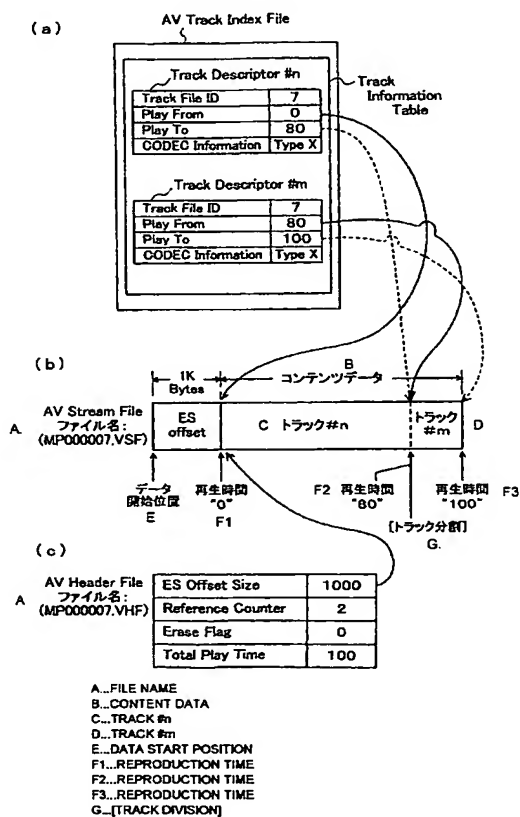 (a)
AV Track Index File
Track Descriptor #n
Track File ID 7
Play From 0
Play To 80
CODEC Information Type X
Track Information Table
Track Descriptor #m
Track File ID 7
Play From 80
Play To 100
CODEC Information Type X
(b)
1K Bytes
B
コンテンツデータ
A.
AV Stream File
ファイル名:
(MP000007.VSF)
ES offset
C トラック#n
トラック #m
D
データ開始位置
E
再生時間 "0"
F1
F2 再生時間 "80"
再生時間 "100"
F3
[トラック分割]
G.
(c)
A
AV Header File
ファイル名:
(MP000007.VHF)
ES Offset Size 1000
Reference Counter 2
Erase Flag 0
Total Play Time 100
A...FILE NAME
B...CONTENT DATA
C...TRACK #n
D...TRACK #m
E...DATA START POSITION
F1...REPRODUCTION TIME
F2...REPRODUCTION TIME
F3...REPRODUCTION TIME
G...[TRACK DIVISION]